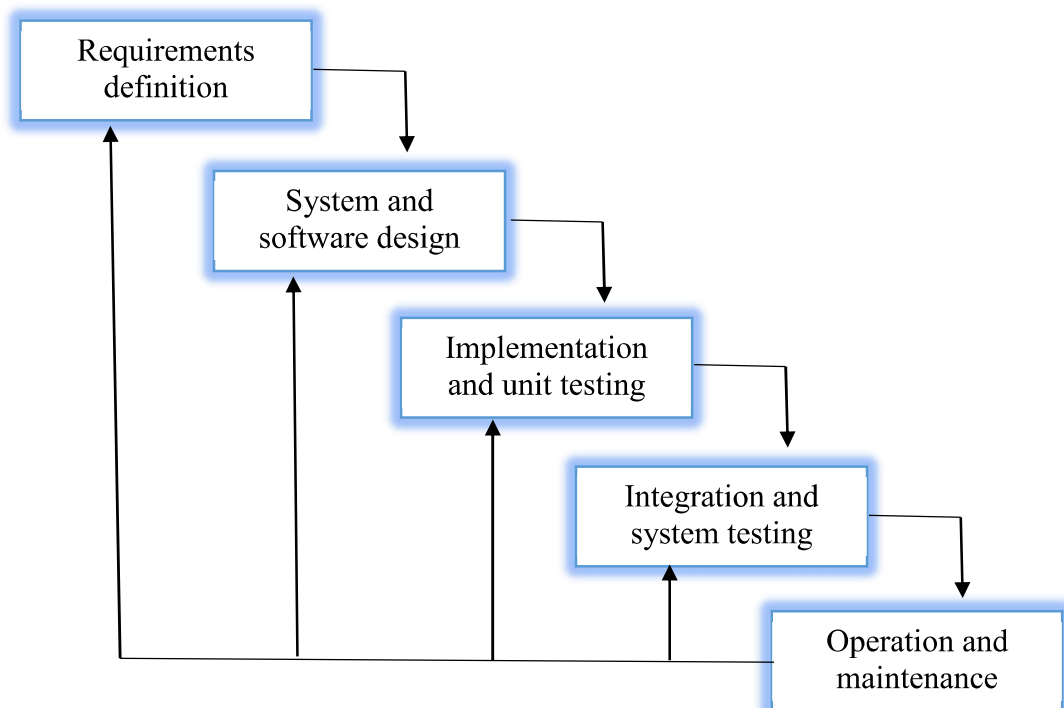 Requirements
definition
System and
software design
Implementation
and unit testing
Integration and
system testing
Operation and
maintenance